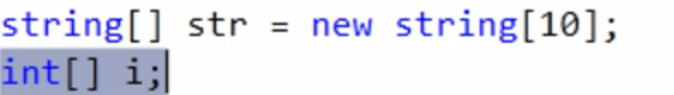 string[] str = new string[10];
int[] i;